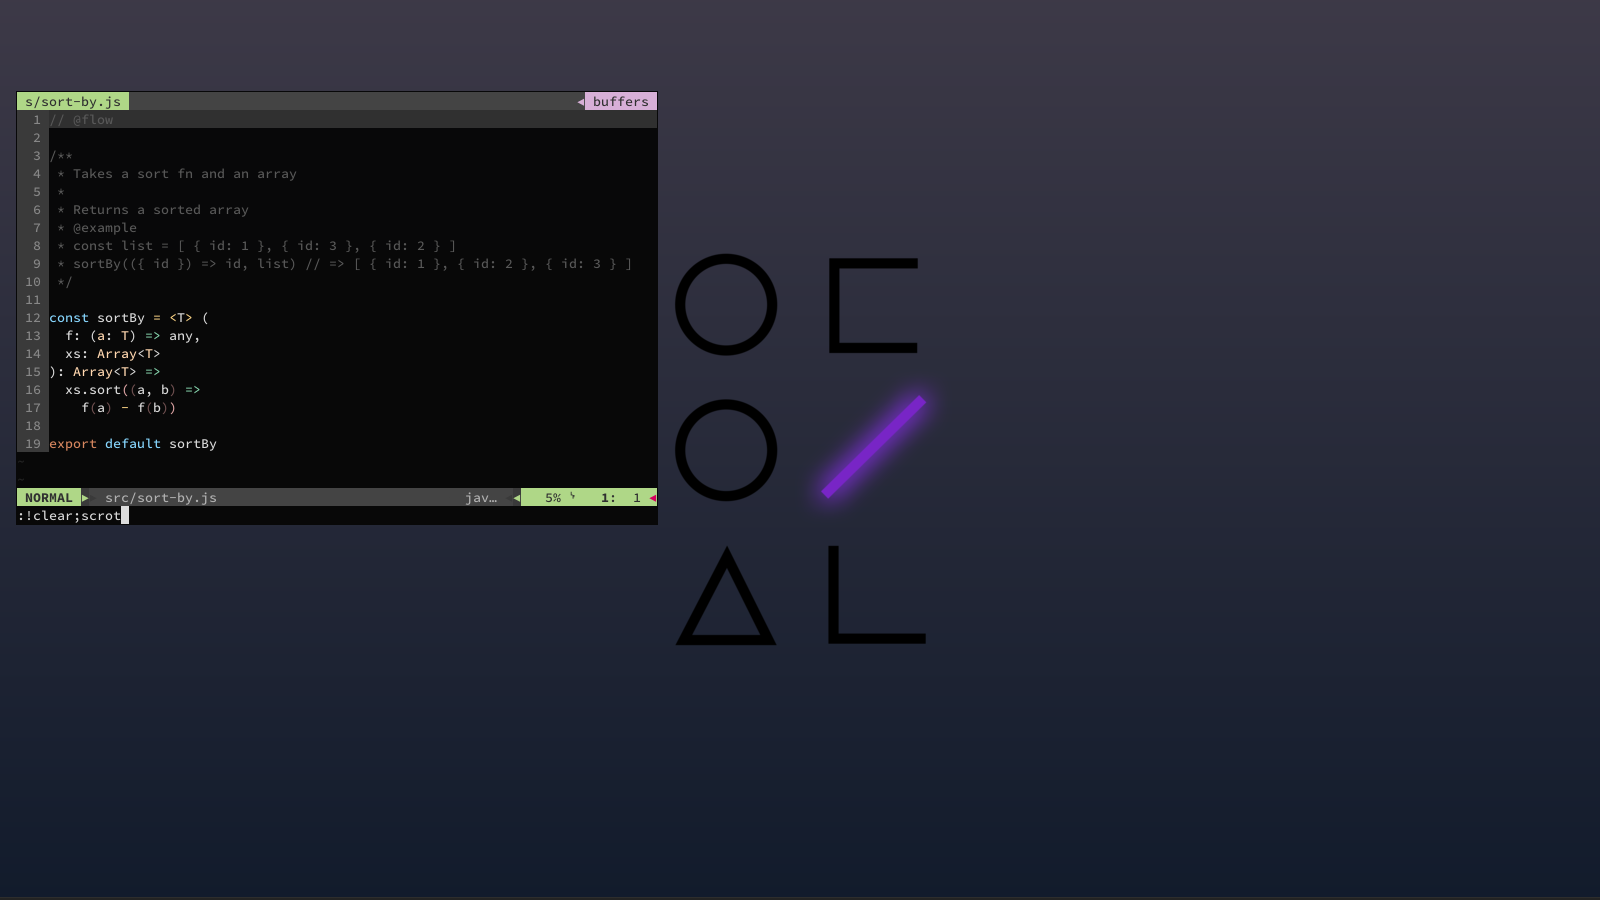 s/sort-by.js buffers
1 // @flow
2
3 /**
4  * Takes a sort fn and an array
5  *
6  * Returns a sorted array
7  * @example
8  * const list = [ { id: 1 }, { id: 3 }, { id: 2 } ]
9  * sortBy(({ id }) => id, list) // => [ { id: 1 }, { id: 2 }, { id: 3 } ]
10  */
11
12 const sortBy = <T> (
13   f: (a: T) => any,
14   xs: Array<T>
15 ): Array<T> =>
16   xs.sort((a, b) =>
17     f(a) - f(b))
18
19 export default sortBy
~
~
NORMAL src/sort-by.js jav… 5% ϟ 1: 1
:!clear;scrot